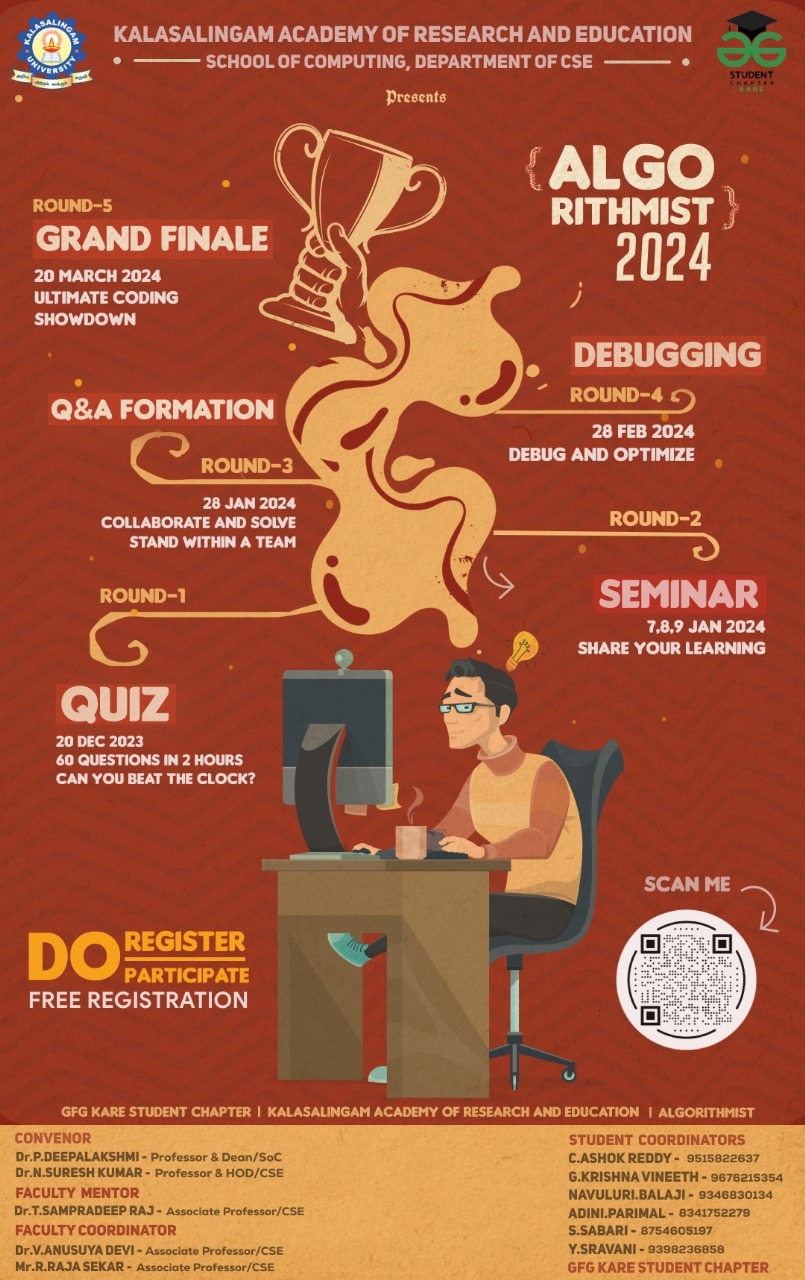 KALASALINGAM ACADEMY OF RESEARCH AND EDUCATION
SCHOOL OF COMPUTING, DEPARTMENT OF CSE
Presents
KALASALINGAM
UNIVERSITY
STUDENT
CHAPTER
KARE
{ ALGO
RITHMIST }
2024
ROUND-5
GRAND FINALE
20 MARCH 2024
ULTIMATE CODING
SHOWDOWN
DEBUGGING
ROUND-4
28 FEB 2024
DEBUG AND OPTIMIZE
Q&A FORMATION
ROUND-3
28 JAN 2024
COLLABORATE AND SOLVE
STAND WITHIN A TEAM
ROUND-2
SEMINAR
7,8,9 JAN 2024
SHARE YOUR LEARNING
ROUND-1
QUIZ
20 DEC 2023
60 QUESTIONS IN 2 HOURS
CAN YOU BEAT THE CLOCK?
SCAN ME
DO REGISTER
PARTICIPATE
FREE REGISTRATION
GFG KARE STUDENT CHAPTER | KALASALINGAM ACADEMY OF RESEARCH AND EDUCATION | ALGORITHMIST
CONVENOR
Dr.P.DEEPALAKSHMI - Professor & Dean/SoC
Dr.N.SURESH KUMAR - Professor & HOD/CSE
FACULTY MENTOR
Dr.T.SAMPRADEEP RAJ - Associate Professor/CSE
FACULTY COORDINATOR
Dr.V.ANUSUYA DEVI - Associate Professor/CSE
Mr.R.RAJA SEKAR - Associate Professor/CSE
STUDENT COORDINATORS
C.ASHOK REDDY - 9515822637
G.KRISHNA VINEETH - 9676215354
NAVULURI.BALAJI - 9346830134
ADINI.PARIMAL - 8341752279
S.SABARI - 8754605197
Y.SRAVANI - 9398236858
GFG KARE STUDENT CHAPTER